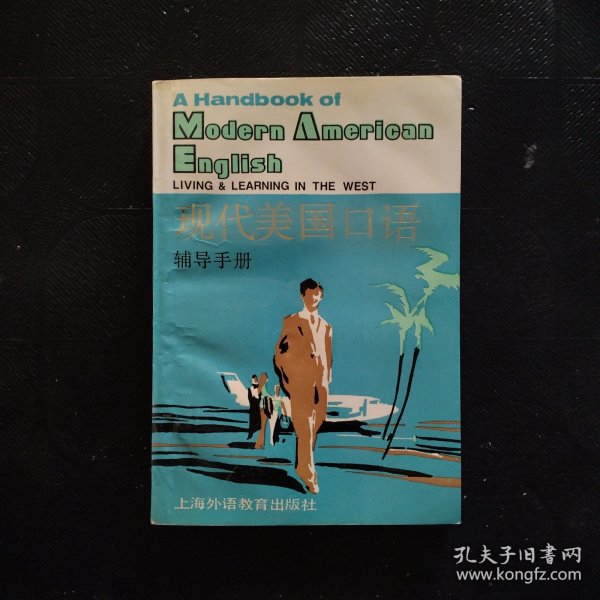 A Handbook of
Modern American
English
LIVING & LEARNING IN THE WEST
现代美国口语
辅导手册
上海外语教育出版社
孔夫子旧书网
www.kongfz.com